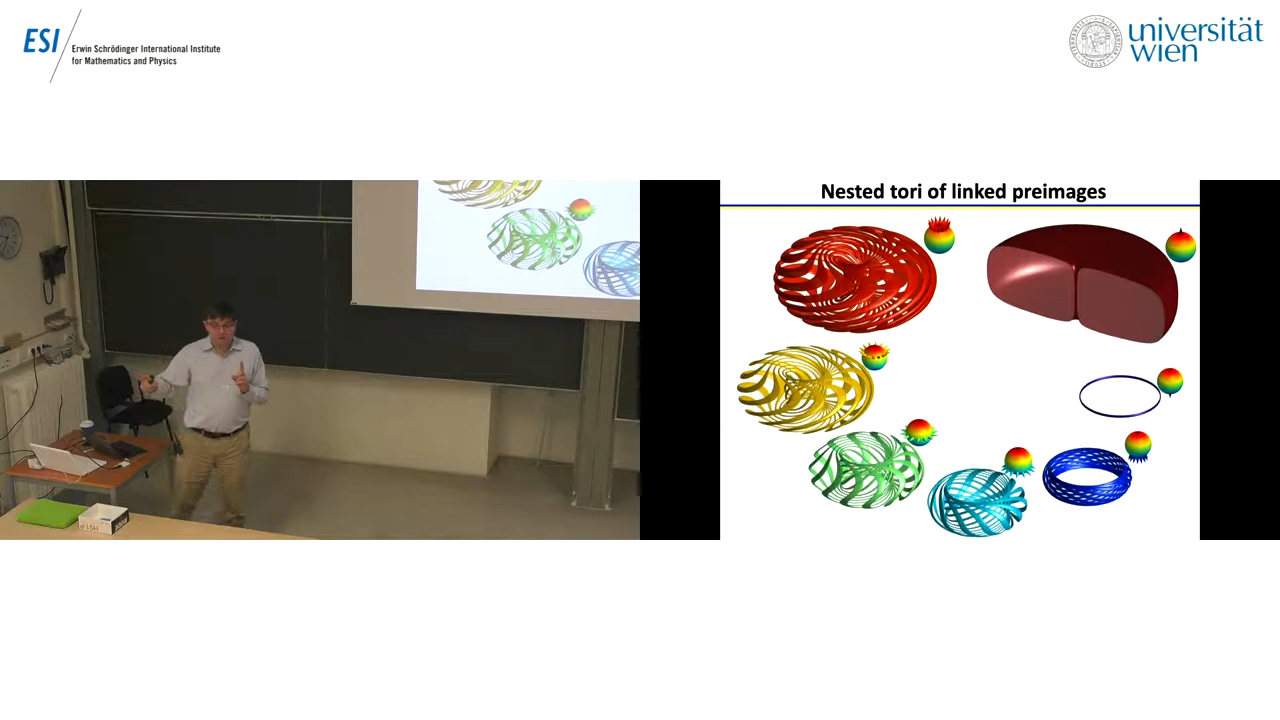 ESI
Erwin Schrödinger International Institute
for Mathematics and Physics
universität
wien
Nested tori of linked preimages